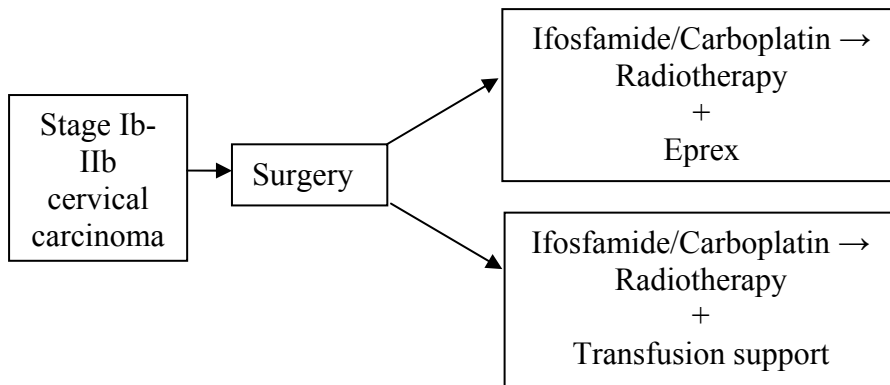 Stage Ib-
IIb
cervical
carcinoma
Surgery
Ifosfamide/Carboplatin →
Radiotherapy
+
Eprex
Ifosfamide/Carboplatin →
Radiotherapy
+
Transfusion support